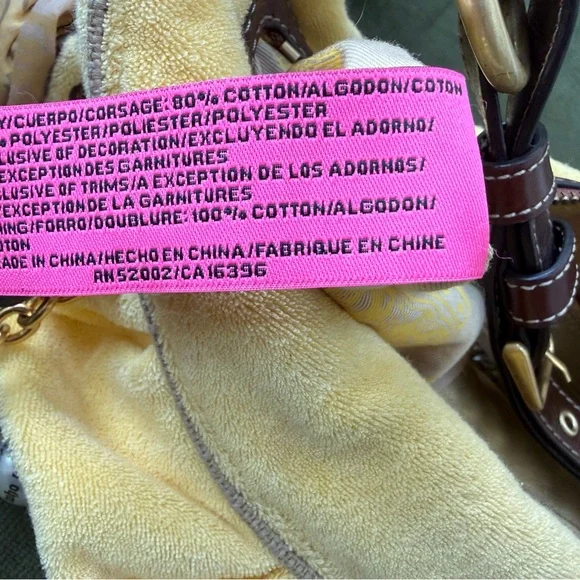 Y/CUERPO/CORSAGE: 80% COTTON/ALGODON/COTON
% POLYESTER/POLIESTER/POLYESTER
LUSIVE OF DECORATION/EXCLUYENDO EL ADORNO/
EXCEPTION DES GARNITURES
LUSIVE OF TRIMS/A EXCEPTION DE LOS ADORNOS/
EXCEPTION DE LA GARNITURES
ING/FORRO/DOUBLURE: 100% COTTON/ALGODON/
OTON
ADE IN CHINA/HECHO EN CHINA/FABRIQUE EN CHINE
RN52002/CA16396